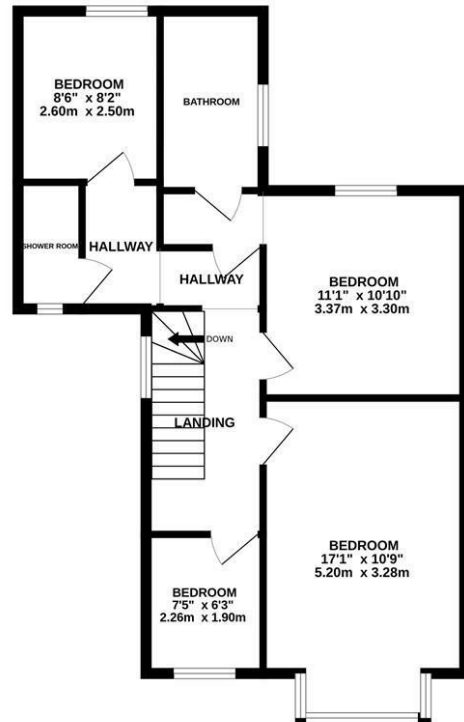 BEDROOM
8'6" x 8'2"
2.60m x 2.50m
BATHROOM
SHOWER ROOM
HALLWAY
HALLWAY
BEDROOM
11'1" x 10'10"
3.37m x 3.30m
DOWN
LANDING
BEDROOM
17'1" x 10'9"
5.20m x 3.28m
BEDROOM
7'5" x 6'3"
2.26m x 1.90m